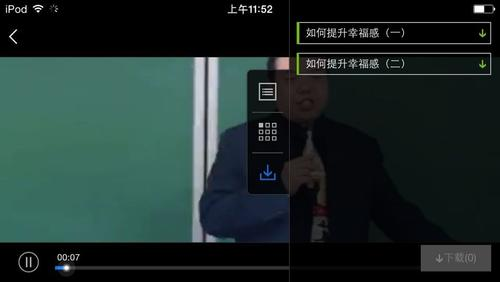 iPod
上午11:52
如何提升幸福感（一）
如何提升幸福感（二）
00:07
下载(0)